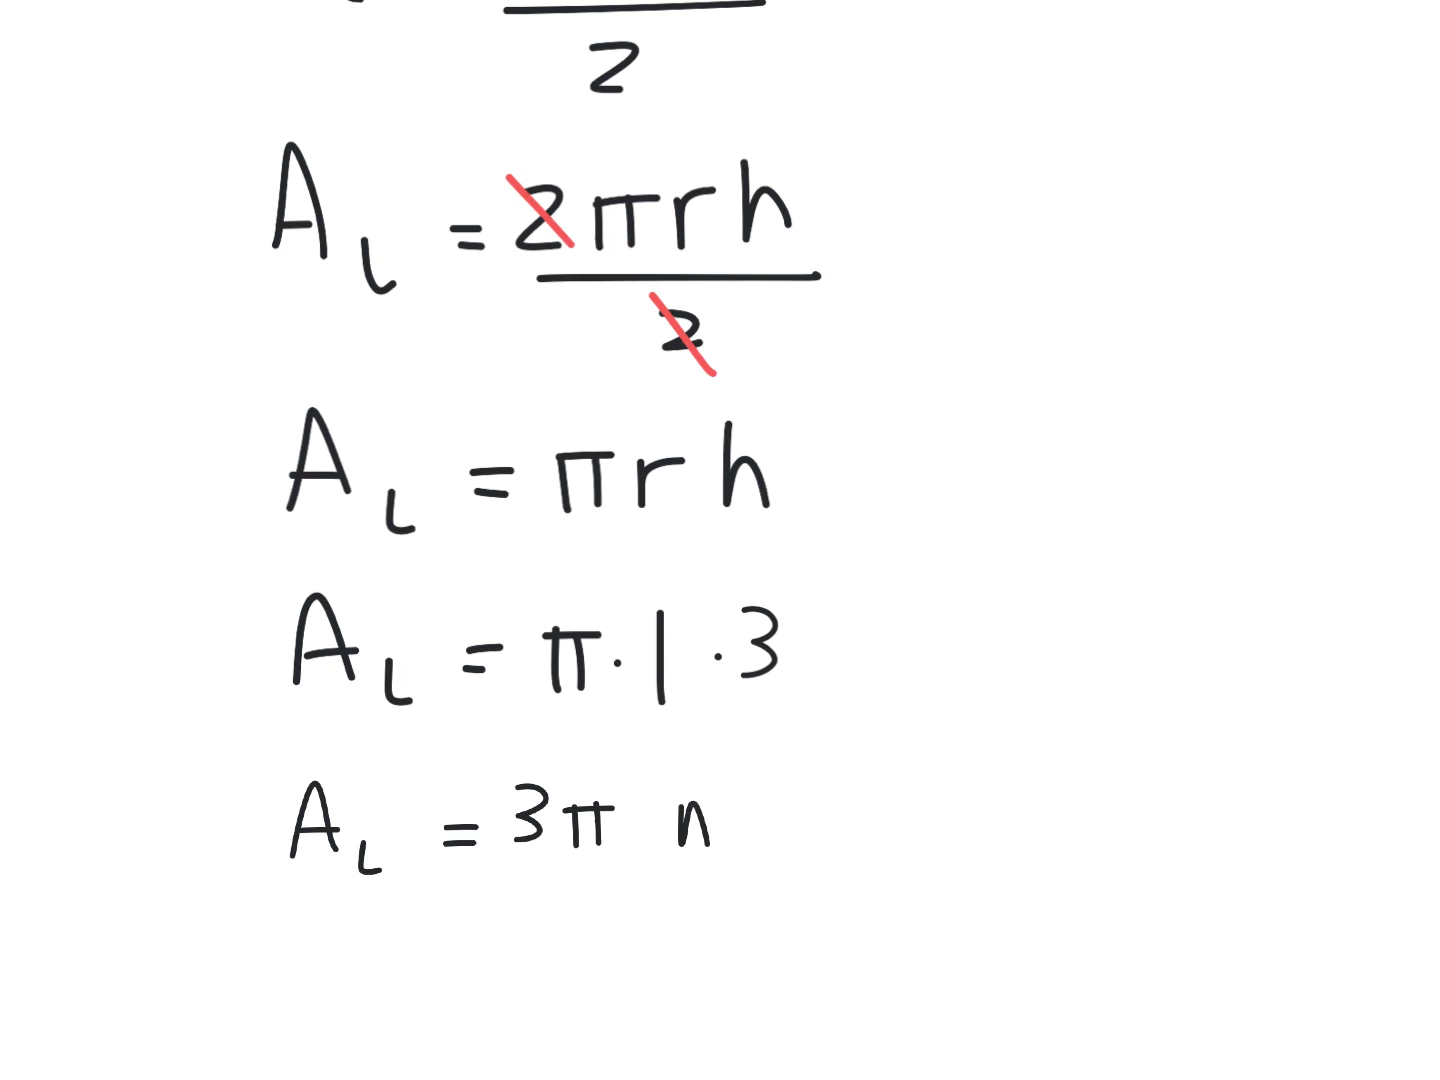 2
A_L = 2πrh
2
A_L = πrh
A_L = π·1·3
A_L = 3π n